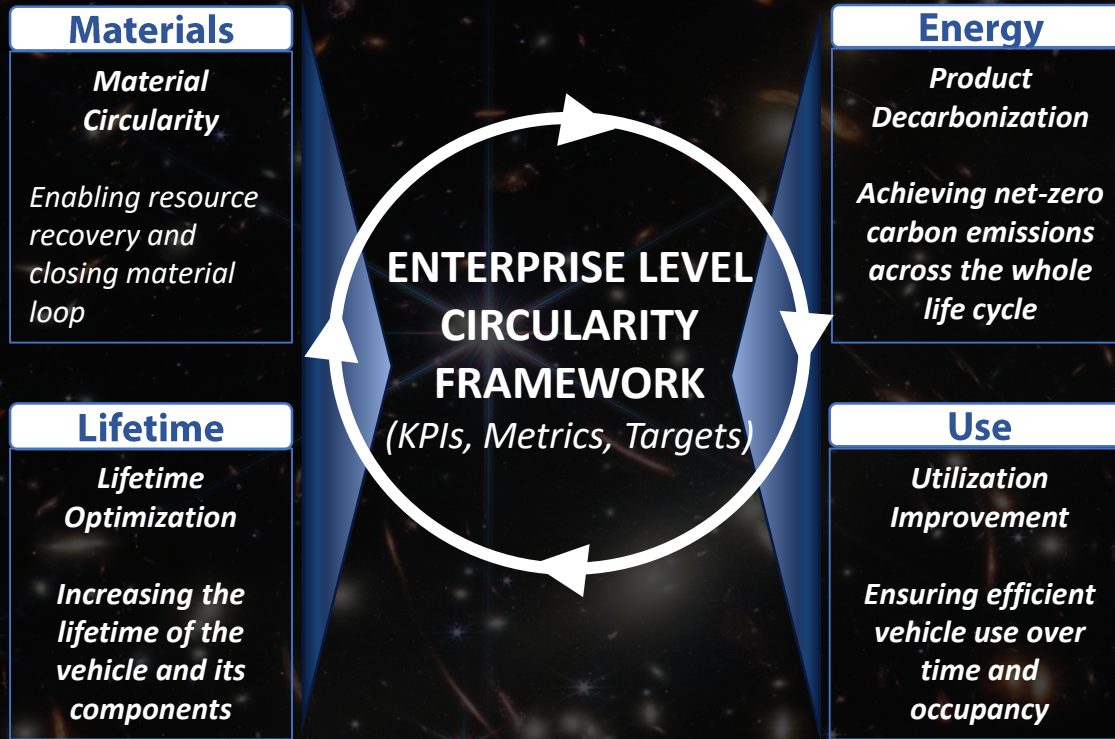 Materials
Material
Circularity
Enabling resource
recovery and
closing material
loop
Lifetime
Lifetime
Optimization
Increasing the
lifetime of the
vehicle and its
components
ENTERPRISE LEVEL
CIRCULARITY
FRAMEWORK
(KPIs, Metrics, Targets)
Energy
Product
Decarbonization
Achieving net-zero
carbon emissions
across the whole
life cycle
Use
Utilization
Improvement
Ensuring efficient
vehicle use over
time and
occupancy